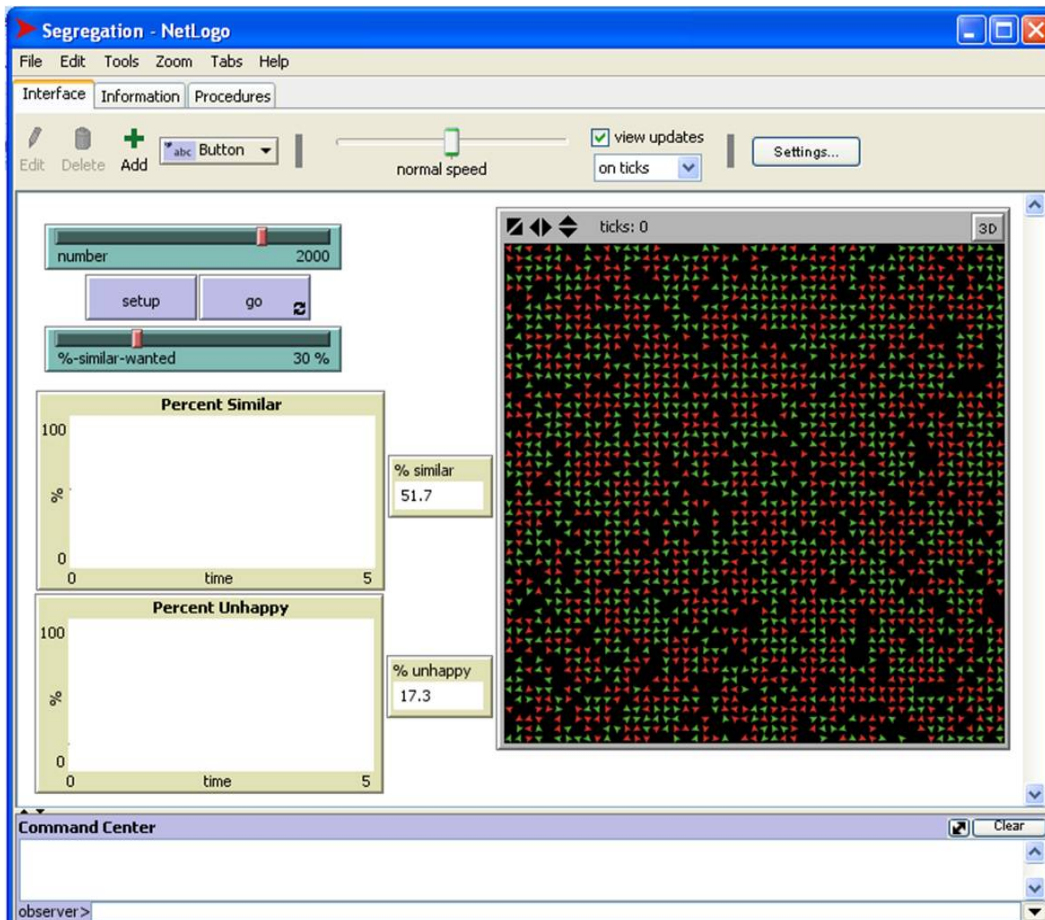 Segregation - NetLogo
File Edit Tools Zoom Tabs Help
Interface Information Procedures
Edit Delete Add abc Button normal speed view updates on ticks Settings...
number 2000
setup go
%-similar-wanted 30 %
ticks: 0 3D
Percent Similar
100
%
0
0 time 5
% similar
51.7
Percent Unhappy
100
%
0
0 time 5
% unhappy
17.3
Command Center Clear
observer>